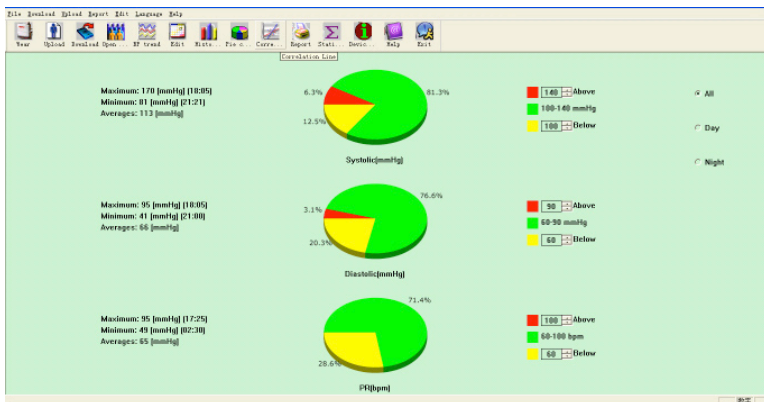 File Download Upload Report Edit Language Help
Wear Upload Download Open ... BP trend Edit Histo... Pie c... Corre... Report Stati... Devic... Help Exit
Correlation Line
Maximum: 170 [mmHg] [18:05]
Minimum: 81 [mmHg] [21:21]
Averages: 113 [mmHg]
6.3%
81.3%
12.5%
Systolic[mmHg]
140 Above
100-140 mmHg
100 Below
All
Day
Night
Maximum: 95 [mmHg] [18:05]
Minimum: 41 [mmHg] [21:00]
Averages: 66 [mmHg]
3.1%
76.6%
20.3%
Diastolic[mmHg]
90 Above
60-90 mmHg
60 Below
Maximum: 95 [mmHg] [17:25]
Minimum: 49 [mmHg] [02:30]
Averages: 65 [mmHg]
71.4%
28.6%
PR[bpm]
100 Above
60-100 bpm
60 Below